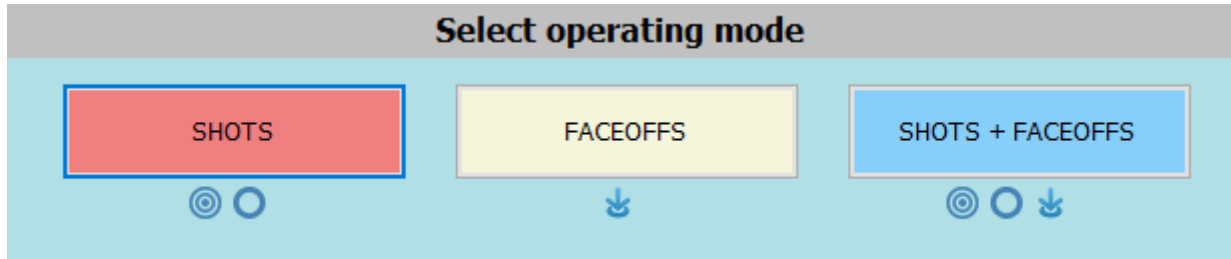 Select operating mode
SHOTS
FACEOFFS
SHOTS + FACEOFFS